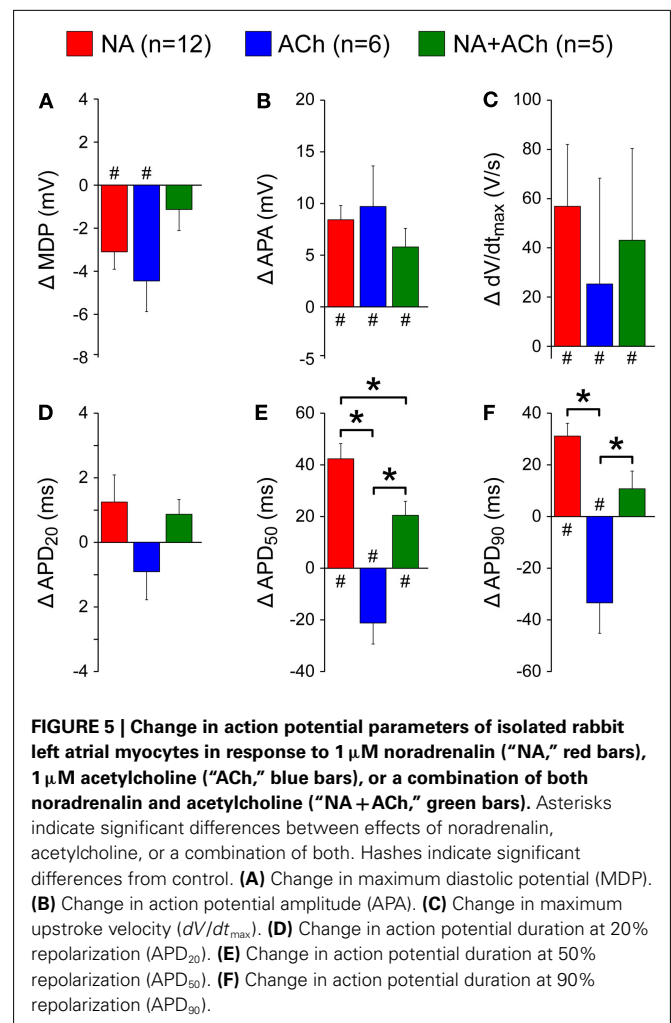 NA (n=12) ACh (n=6) NA+ACh (n=5)
A B C
Δ MDP (mV)
4
2
0
-2
-4
-6
-8
# #
Δ APA (mV)
20
15
10
5
0
-5
# # #
Δ dV/dtmax (V/s)
100
80
60
40
20
0
# # #
D E F
Δ APD20 (ms)
4
2
0
2
-4
Δ APD50 (ms)
60
40
20
0
-20
-40
*
* *
# # #
Δ APD90 (ms)
40
20
0
-20
-40
-60
* *
# # 
FIGURE 5 | Change in action potential parameters of isolated rabbit
left atrial myocytes in response to 1 μM noradrenalin (“NA,” red bars),
1 μM acetylcholine (“ACh,” blue bars), or a combination of both
noradrenalin and acetylcholine (“NA + ACh,” green bars). Asterisks
indicate significant differences between effects of noradrenalin,
acetylcholine, or a combination of both. Hashes indicate significant
differences from control. (A) Change in maximum diastolic potential (MDP).
(B) Change in action potential amplitude (APA). (C) Change in maximum
upstroke velocity (dV/dtmax). (D) Change in action potential duration at 20%
repolarization (APD20). (E) Change in action potential duration at 50%
repolarization (APD50). (F) Change in action potential duration at 90%
repolarization (APD90).